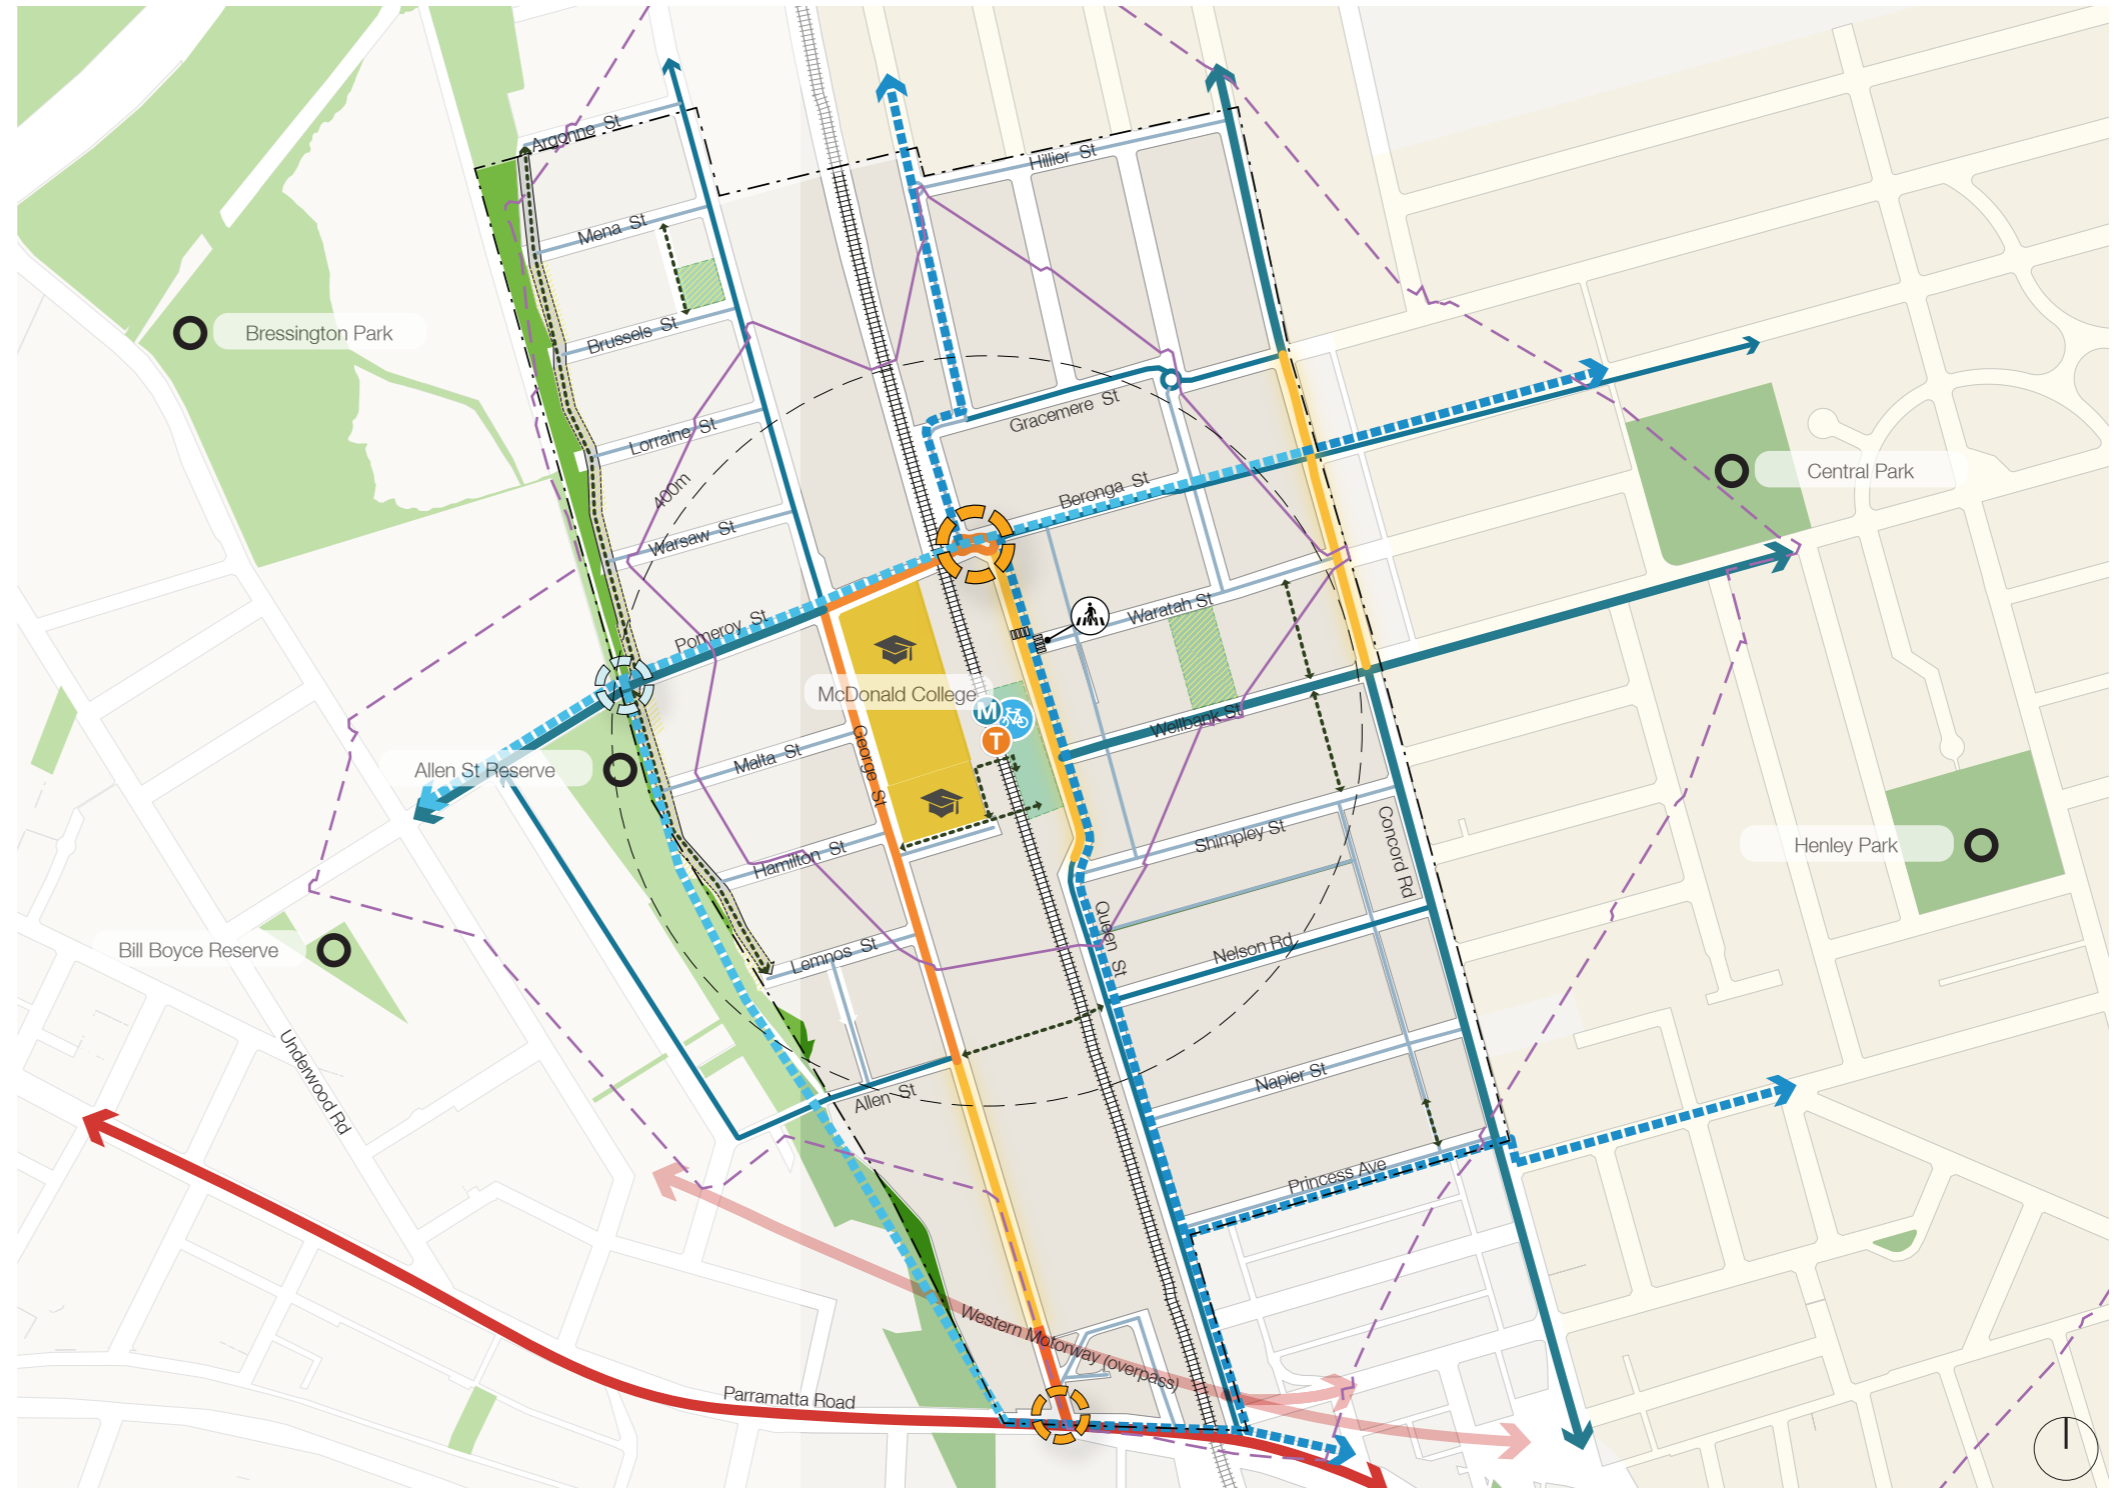 Argonne St
Hillier St
Mena St
Bressington Park
Brussels St
Gracemere St
Lorraine St
400m
Central Park
Beronga St
Warsaw St
Waratah St
Pomeroy St
McDonald College
M
T
Wellbank St
George St
Malta St
Allen St Reserve
Shimpley St
Concord Rd
Henley Park
Hamilton St
Queen St
Bill Boyce Reserve
Lemnos St
Nelson Rd
Underwood Rd
Allen St
Napier St
Princess Ave
Western Motorway (overpass)
Parramatta Road